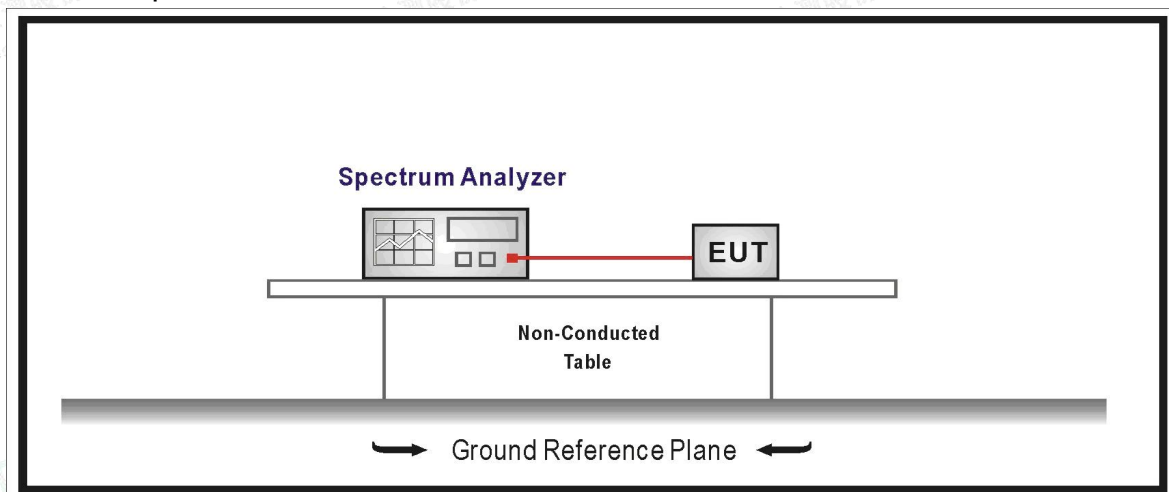 Spectrum Analyzer
EUT
Non-Conducted
Table
Ground Reference Plane